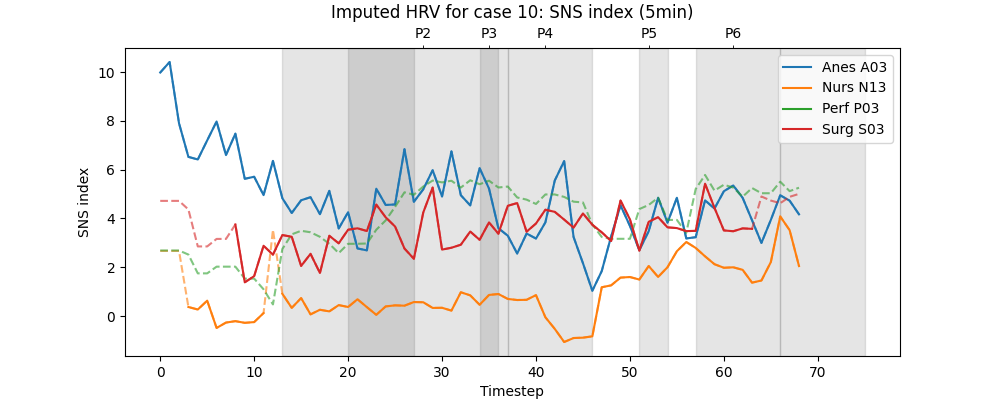 Imputed HRV for case 10: SNS index (5min)
P2 P3 P4 P5 P6
Anes A03
Nurs N13
Perf P03
Surg S03
SNS index
10
8
6
4
2
0
0 10 20 30 40 50 60 70
Timestep